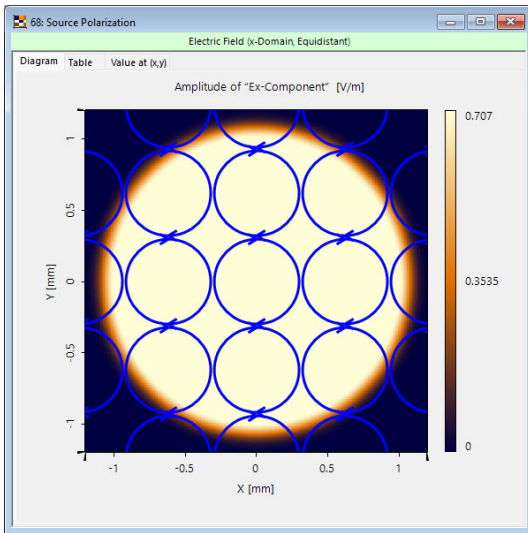 68: Source Polarization
Electric Field (x-Domain, Equidistant)
Diagram Table Value at (x,y)
Amplitude of "Ex-Component" [V/m]
1
0.5
0
-0.5
-1
Y [mm]
-1 -0.5 0 0.5 1
X [mm]
0.707
0.3535
0